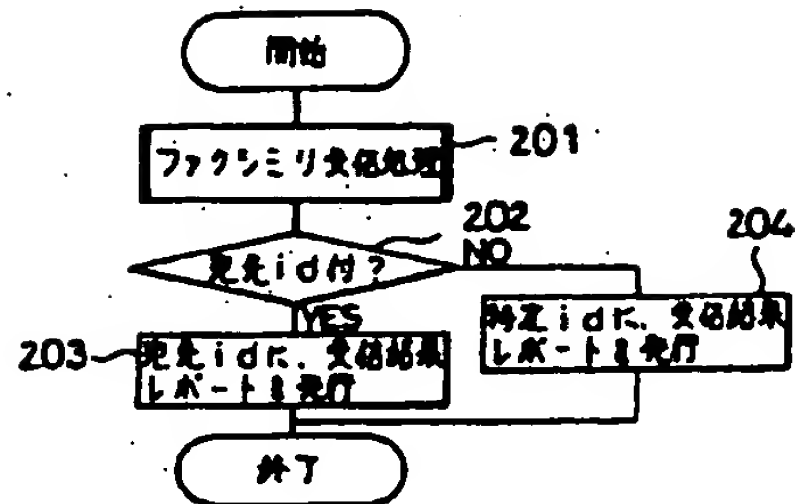 開始
ファクシミリ受信処理
201
202
宛先id付?
NO
204
YES
203
宛先idに、受信結果
レポートを発行
特定idに、受信結果
レポートを発行
終了